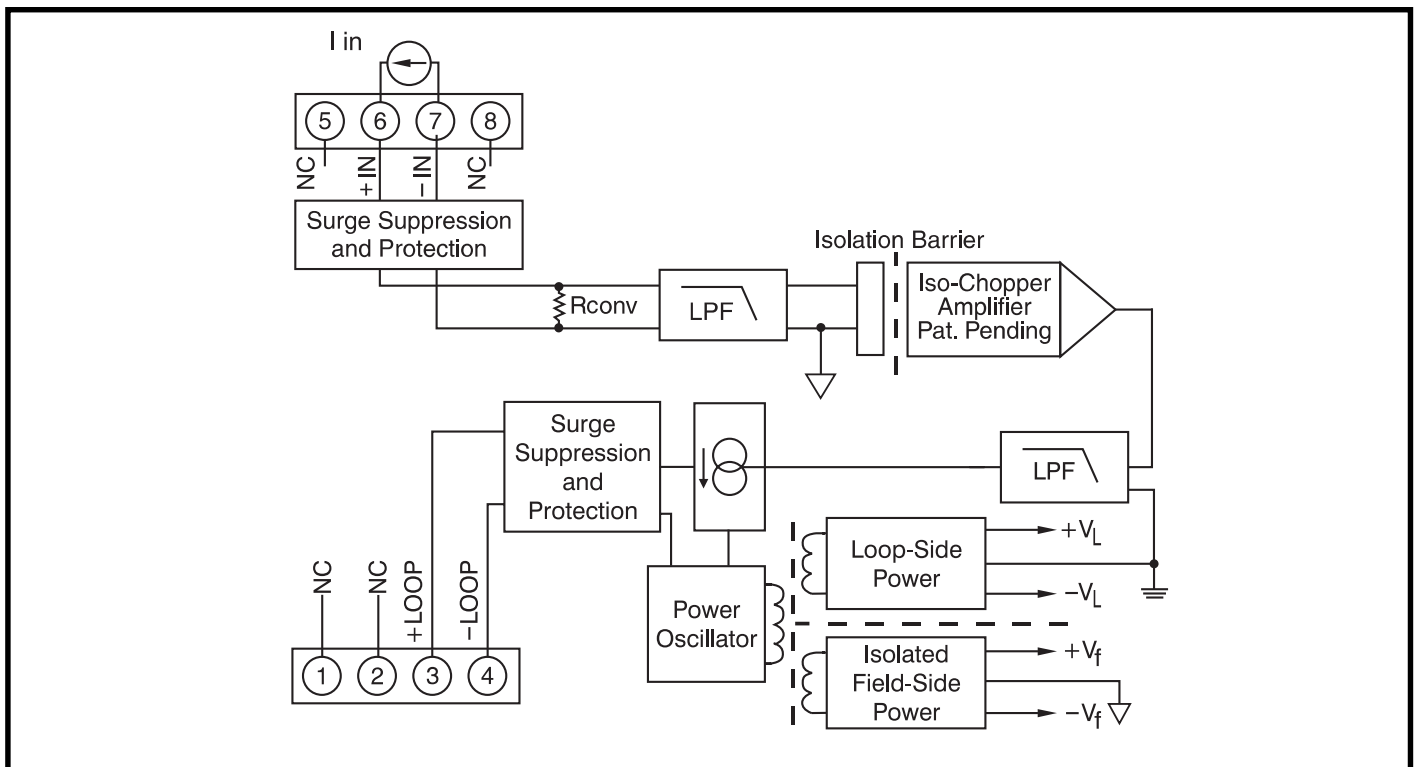 I in
5 6 7 8
NC +IN –IN NC
Surge Suppression
and Protection
Isolation Barrier
Rconv
LPF
Iso-Chopper
Amplifier
Pat. Pending
Surge
Suppression
and
Protection
LPF
NC NC +LOOP –LOOP
1 2 3 4
Power
Oscillator
Loop-Side
Power
+VL
–VL
Isolated
Field-Side
Power
+Vf
–Vf